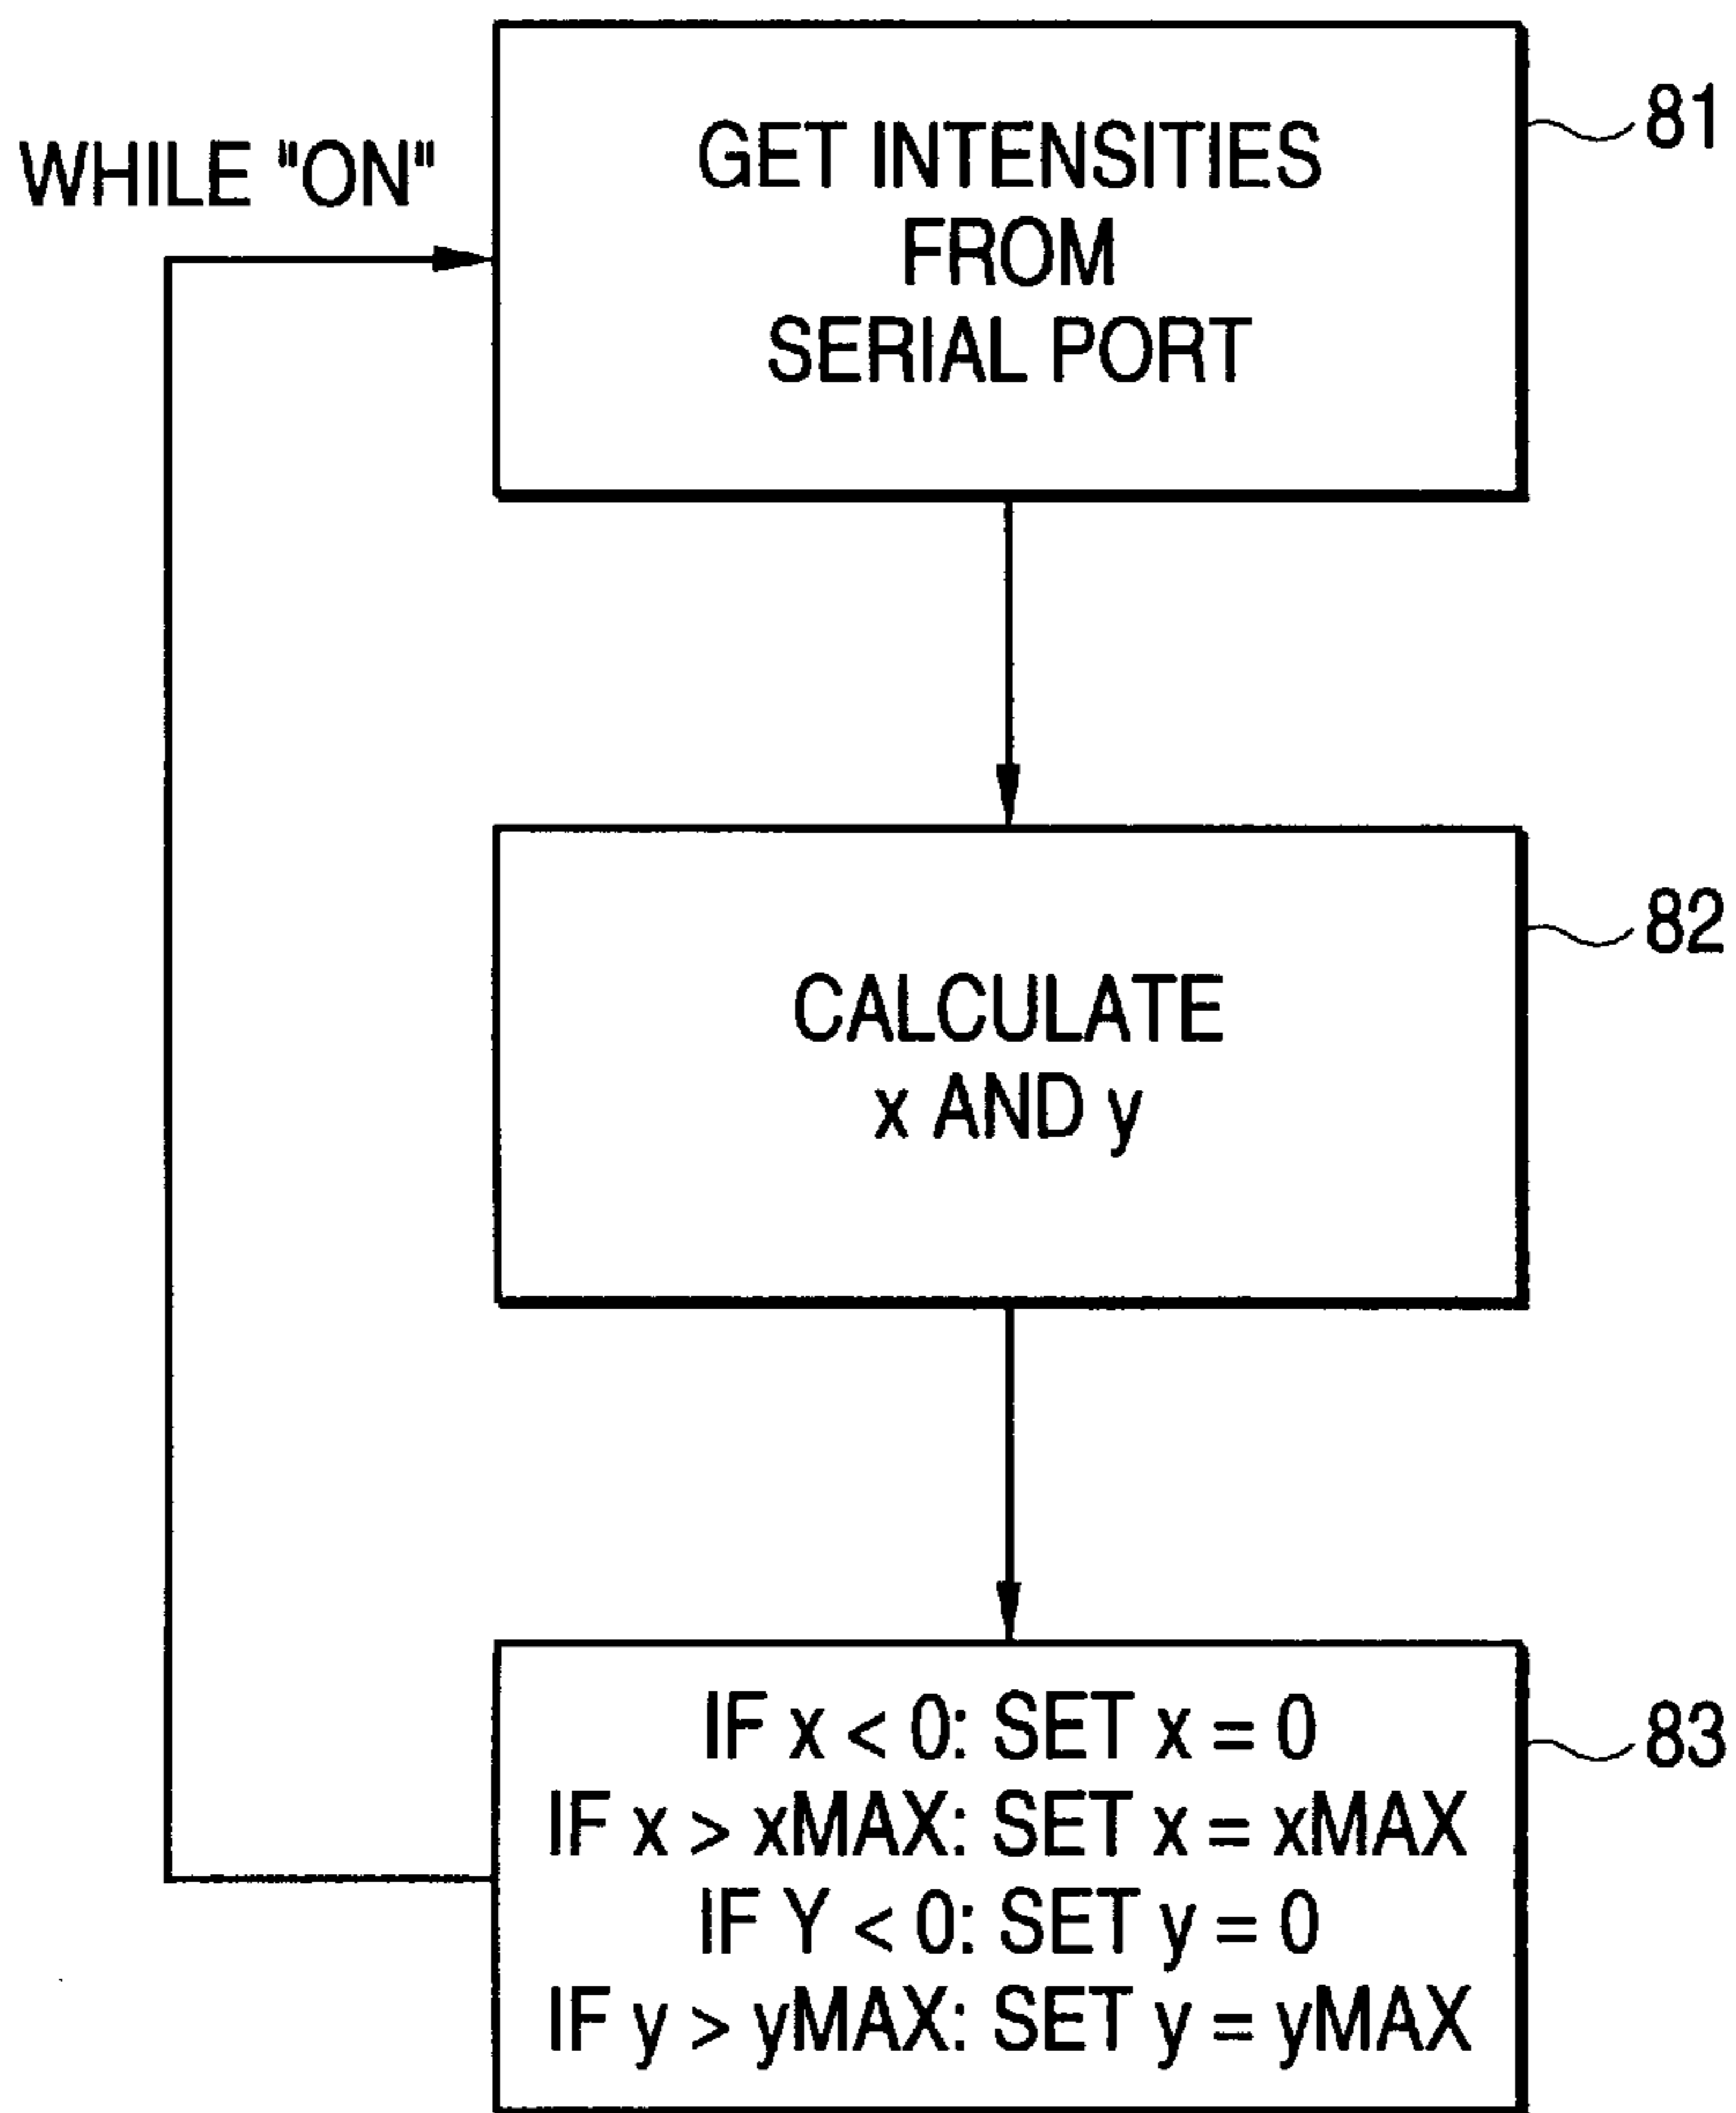 WHILE "ON"
GET INTENSITIES
FROM
SERIAL PORT
81
CALCULATE
x AND y
82
IF x < 0: SET x = 0
IF x > xMAX: SET x = xMAX
IF Y < 0: SET y = 0
IF y > yMAX: SET y = yMAX
83